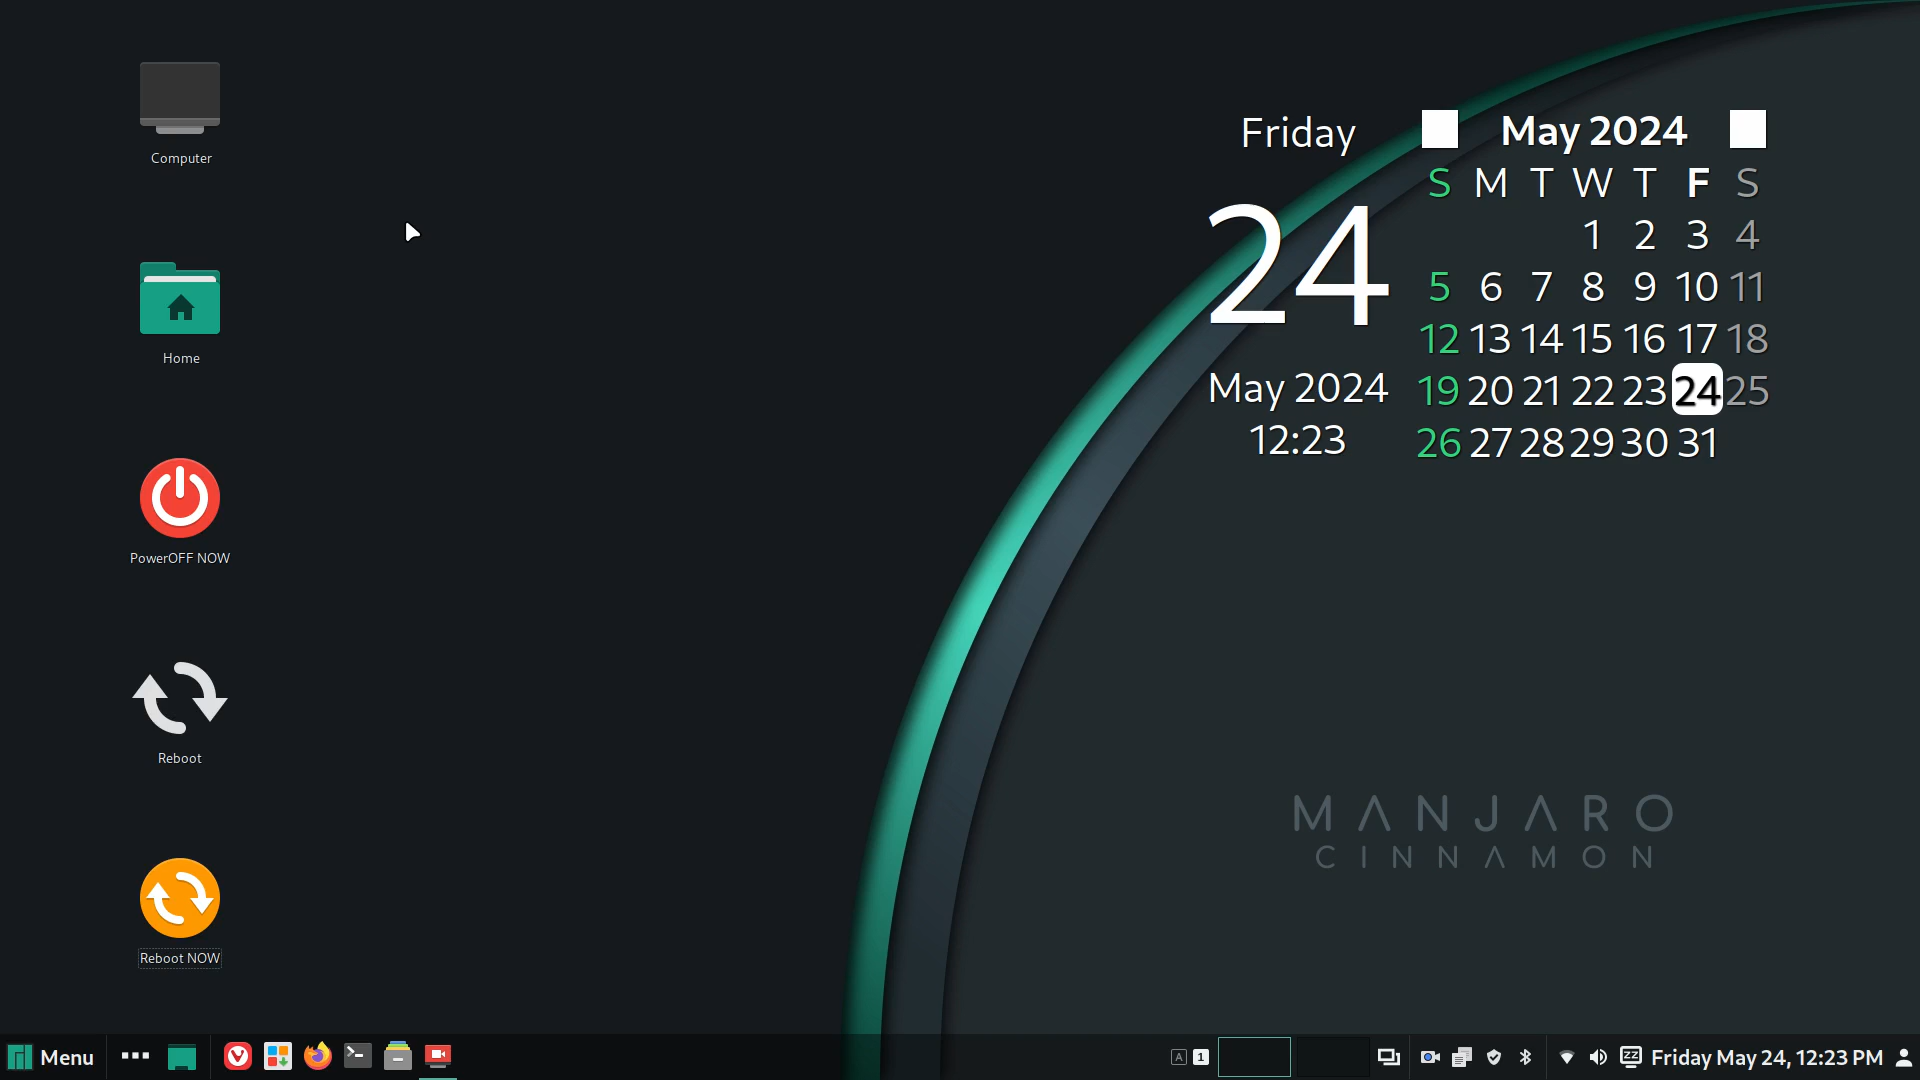 Computer
Home
PowerOFF NOW
Reboot
Reboot NOW
Friday
24
May 2024
12:23
May 2024
S M T W T F S
1 2 3 4
5 6 7 8 9 10 11
12 13 14 15 16 17 18
19 20 21 22 23 24 25
26 27 28 29 30 31
MANJARO
CINNAMON
Menu
A 1
zz
Friday May 24, 12:23 PM